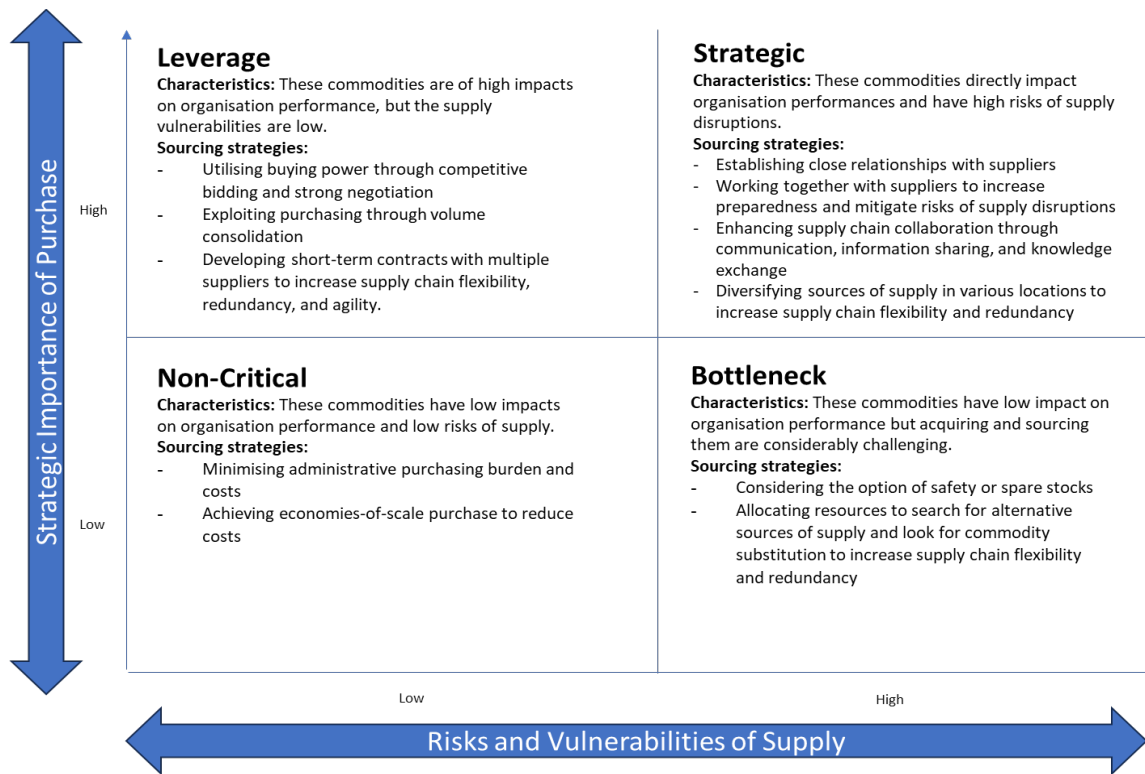 Strategic Importance of Purchase
High
Low
Leverage
Characteristics: These commodities are of high impacts
on organisation performance, but the supply
vulnerabilities are low.
Sourcing strategies:
- Utilising buying power through competitive
bidding and strong negotiation
- Exploiting purchasing through volume
consolidation
- Developing short-term contracts with multiple
suppliers to increase supply chain flexibility,
redundancy, and agility.
Strategic
Characteristics: These commodities directly impact
organisation performances and have high risks of supply
disruptions.
Sourcing strategies:
- Establishing close relationships with suppliers
- Working together with suppliers to increase
preparedness and mitigate risks of supply disruptions
- Enhancing supply chain collaboration through
communication, information sharing, and knowledge
exchange
- Diversifying sources of supply in various locations to
increase supply chain flexibility and redundancy
Non-Critical
Characteristics: These commodities have low impacts
on organisation performance and low risks of supply.
Sourcing strategies:
- Minimising administrative purchasing burden and
costs
- Achieving economies-of-scale purchase to reduce
costs
Bottleneck
Characteristics: These commodities have low impact on
organisation performance but acquiring and sourcing
them are considerably challenging.
Sourcing strategies:
- Considering the option of safety or spare stocks
- Allocating resources to search for alternative
sources of supply and look for commodity
substitution to increase supply chain flexibility
and redundancy
Low
High
Risks and Vulnerabilities of Supply